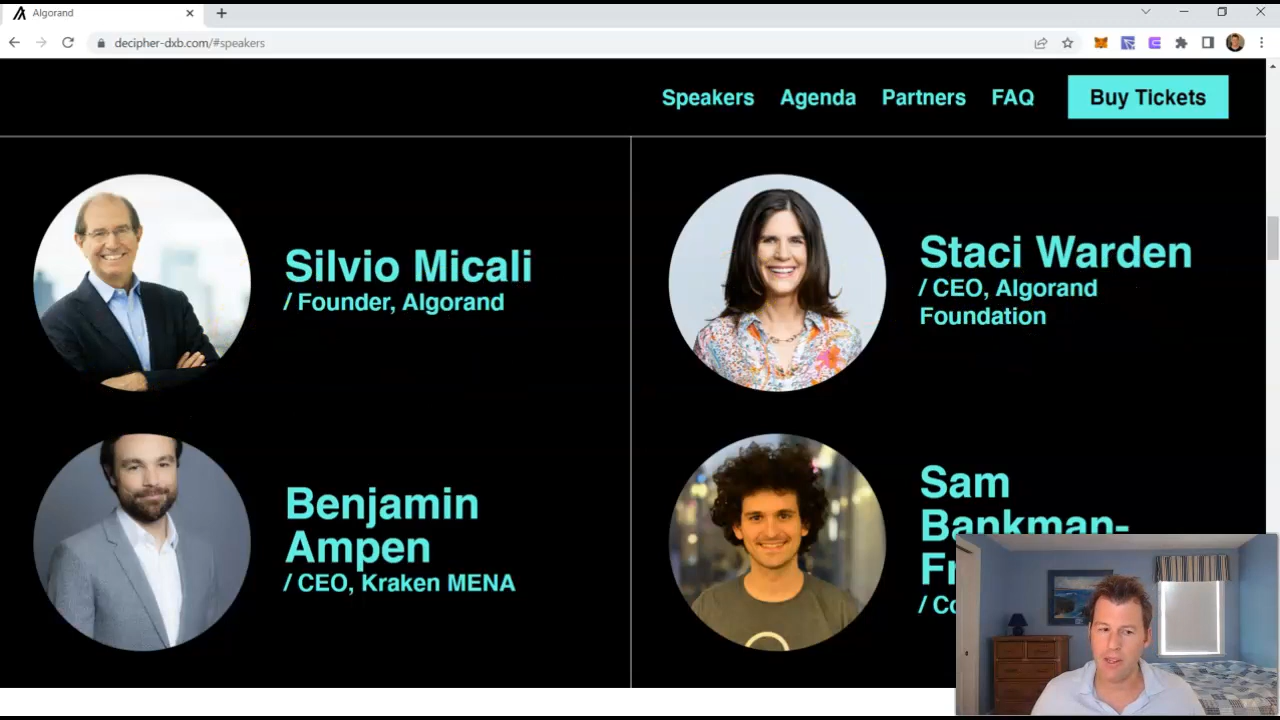 Algorand
decipher-dxb.com/#speakers
Speakers Agenda Partners FAQ Buy Tickets
Silvio Micali
/ Founder, Algorand
Staci Warden
/ CEO, Algorand
Foundation
Benjamin
Ampen
/ CEO, Kraken MENA
Sam
Bankman-